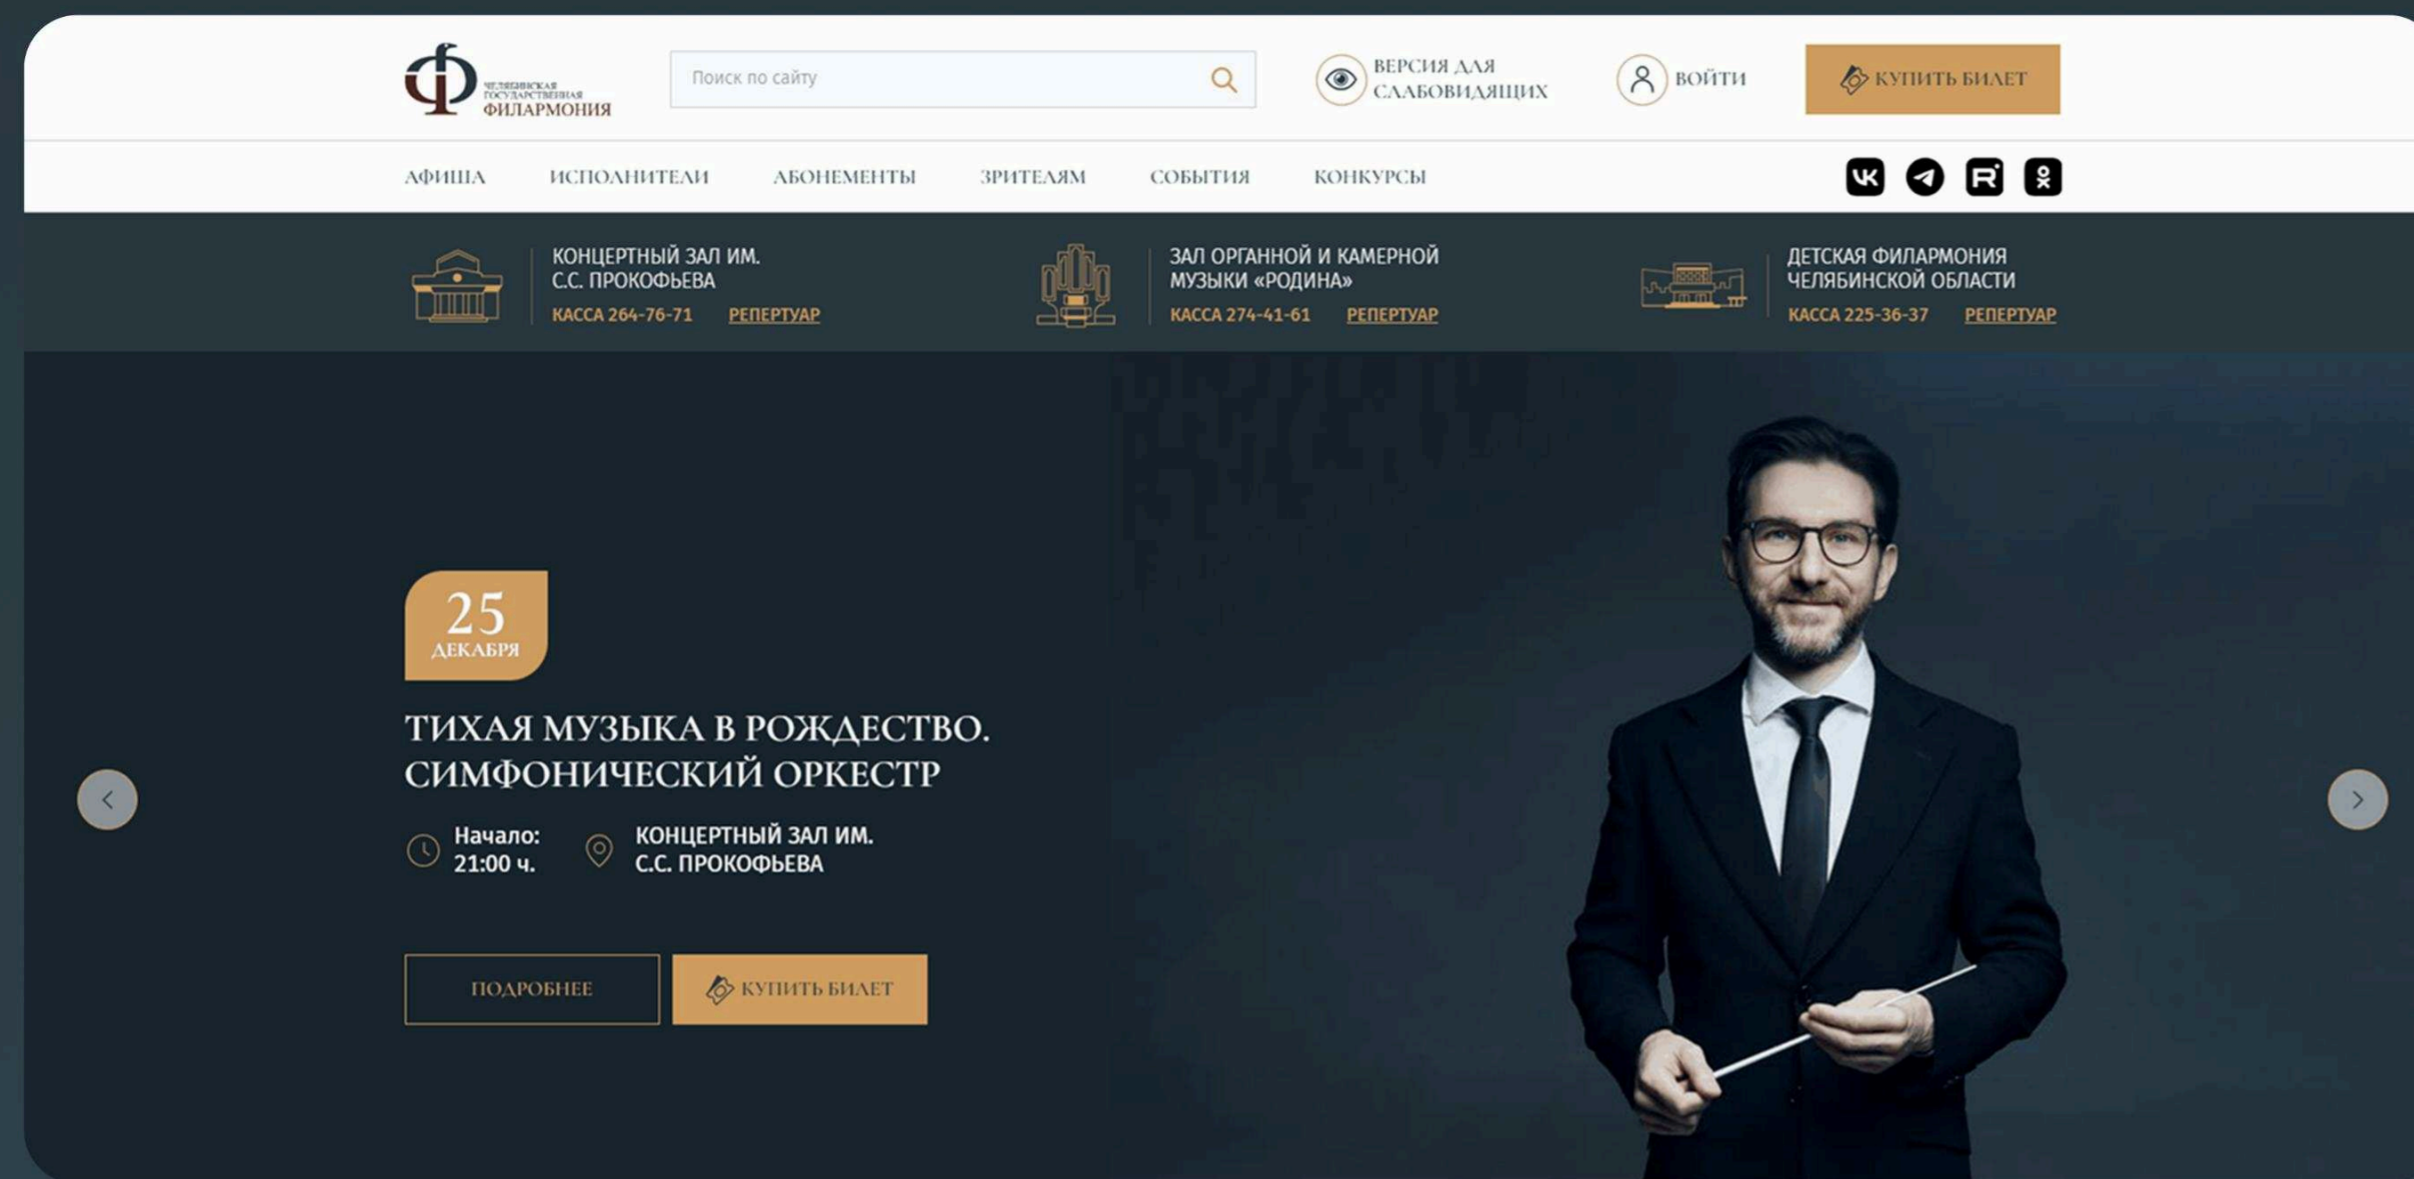 ЧЕЛЯБИНСКАЯ
ГОСУДАРСТВЕННАЯ
ФИЛАРМОНИЯ
Поиск по сайту
ВЕРСИЯ ДЛЯ
СЛАБОВИДЯЩИХ
ВОЙТИ
КУПИТЬ БИЛЕТ
АФИША
ИСПОЛНИТЕЛИ
АБОНЕМЕНТЫ
ЗРИТЕЛЯМ
СОБЫТИЯ
КОНКУРСЫ
КОНЦЕРТНЫЙ ЗАЛ ИМ.
С.С. ПРОКОФЬЕВА
КАССА 264-76-71 РЕПЕРТУАР
ЗАЛ ОРГАННОЙ И КАМЕРНОЙ
МУЗЫКИ «РОДИНА»
КАССА 274-41-61 РЕПЕРТУАР
ДЕТСКАЯ ФИЛАРМОНИЯ
ЧЕЛЯБИНСКОЙ ОБЛАСТИ
КАССА 225-36-37 РЕПЕРТУАР
25
ДЕКАБРЯ
ТИХАЯ МУЗЫКА В РОЖДЕСТВО.
СИМФОНИЧЕСКИЙ ОРКЕСТР
Начало:
21:00 ч.
КОНЦЕРТНЫЙ ЗАЛ ИМ.
С.С. ПРОКОФЬЕВА
ПОДРОБНЕЕ
КУПИТЬ БИЛЕТ